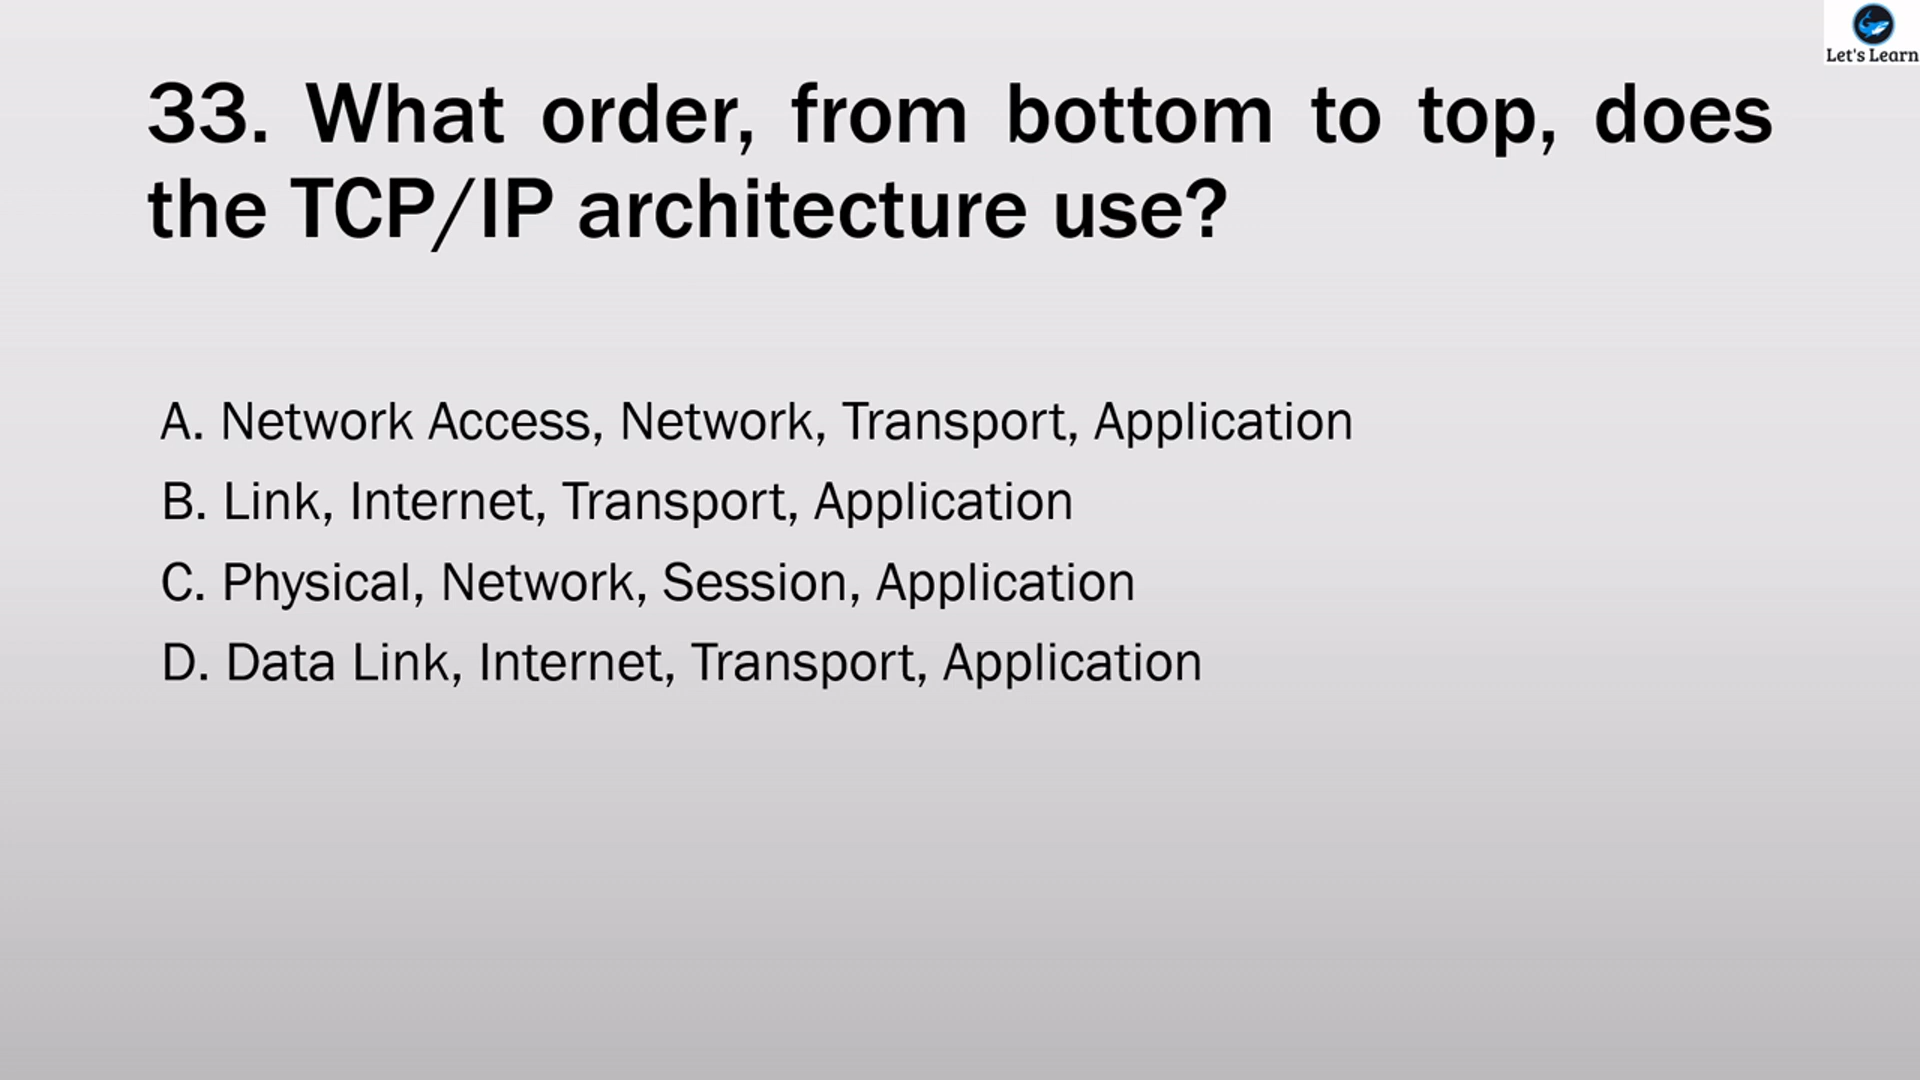 Let's Learn
33. What order, from bottom to top, does
the TCP/IP architecture use?
A. Network Access, Network, Transport, Application
B. Link, Internet, Transport, Application
C. Physical, Network, Session, Application
D. Data Link, Internet, Transport, Application